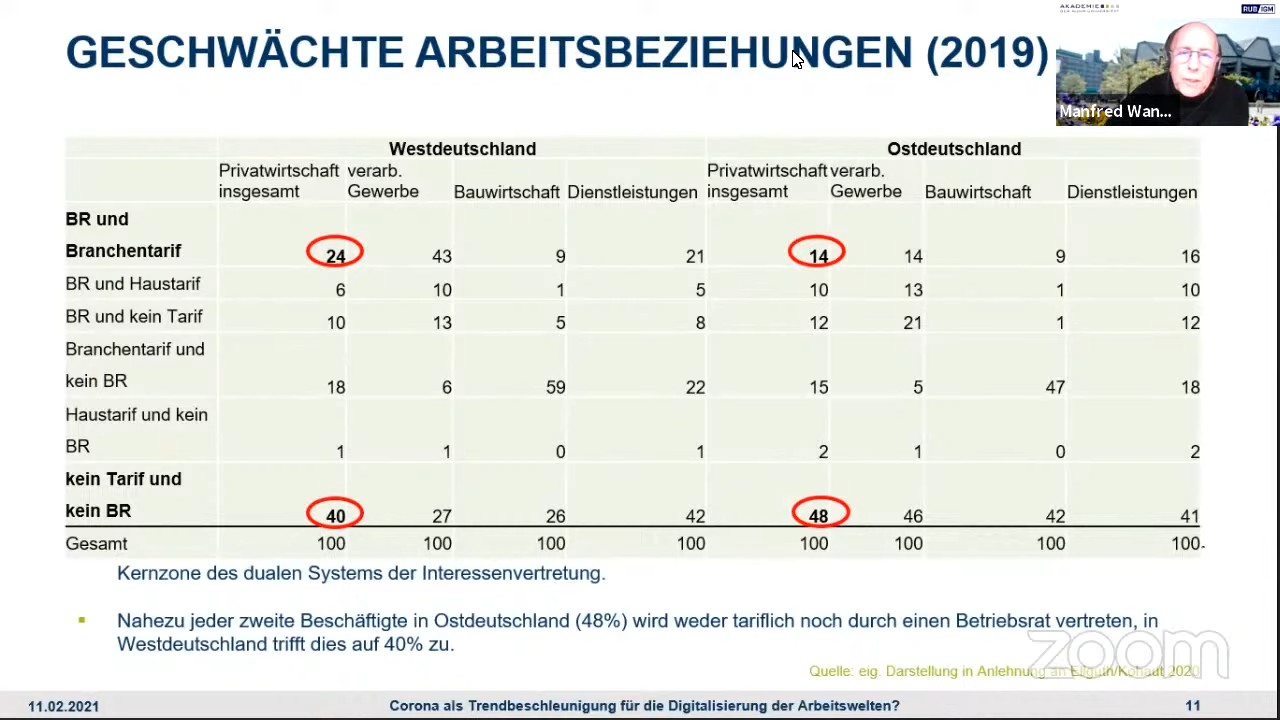 AKADEMIE
RUB/IGM
GESCHWÄCHTE ARBEITSBEZIEHUNGEN (2019)
Manfred Wan...
Westdeutschland Ostdeutschland
Privatwirtschaft verarb. Privatwirtschaft verarb.
insgesamt Gewerbe Bauwirtschaft Dienstleistungen insgesamt Gewerbe Bauwirtschaft Dienstleistungen
BR und
Branchentarif 24 43 9 21 14 14 9 16
BR und Haustarif 6 10 1 5 10 13 1 10
BR und kein Tarif 10 13 5 8 12 21 1 12
Branchentarif und
kein BR 18 6 59 22 15 5 47 18
Haustarif und kein
BR 1 1 0 1 2 1 0 2
kein Tarif und
kein BR 40 27 26 42 48 46 42 41
Gesamt 100 100 100 100 100 100 100 100-
Kernzone des dualen Systems der Interessenvertretung.
Nahezu jeder zweite Beschäftigte in Ostdeutschland (48%) wird weder tariflich noch durch einen Betriebsrat vertreten, in
Westdeutschland trifft dies auf 40% zu.
zoom
Quelle: eig. Darstellung in Anlehnung an Ellguth/Kohaut 2020
11.02.2021 Corona als Trendbeschleunigung für die Digitalisierung der Arbeitswelten? 11